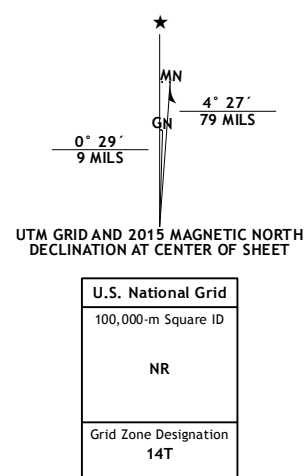 ★
MN
GN
4° 27´
79 MILS
0° 29´
9 MILS
UTM GRID AND 2015 MAGNETIC NORTH
DECLINATION AT CENTER OF SHEET
U.S. National Grid
100,000-m Square ID
NR
Grid Zone Designation
14T